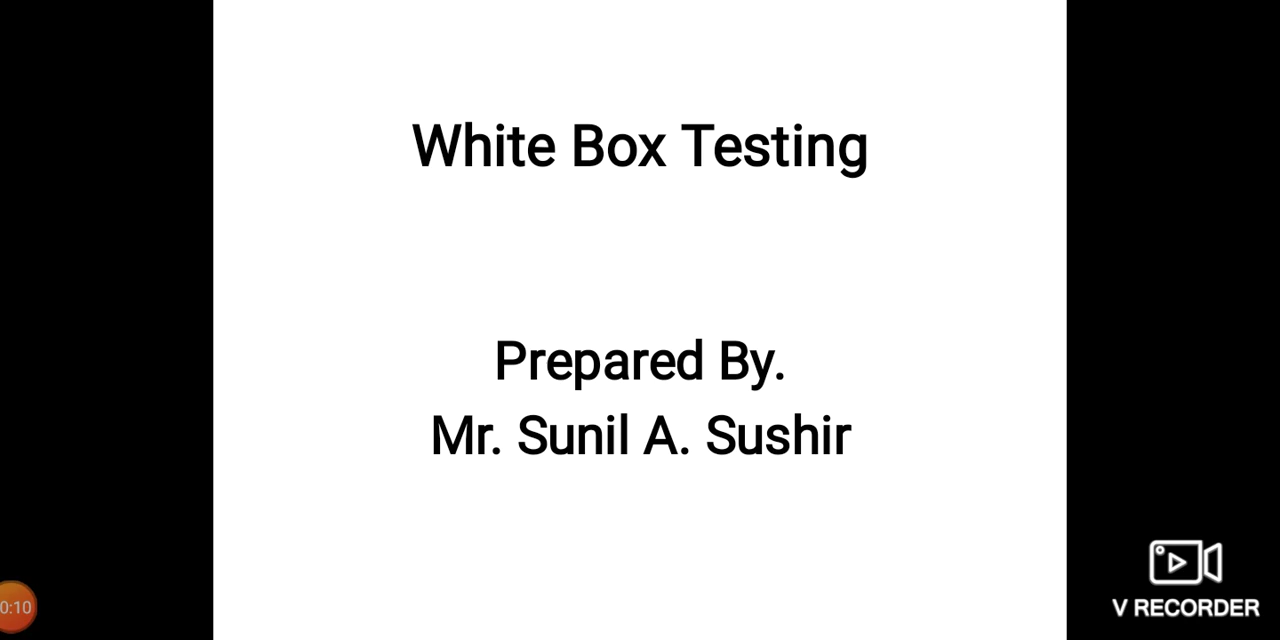 White Box Testing
Prepared By.
Mr. Sunil A. Sushir
0:10
V RECORDER